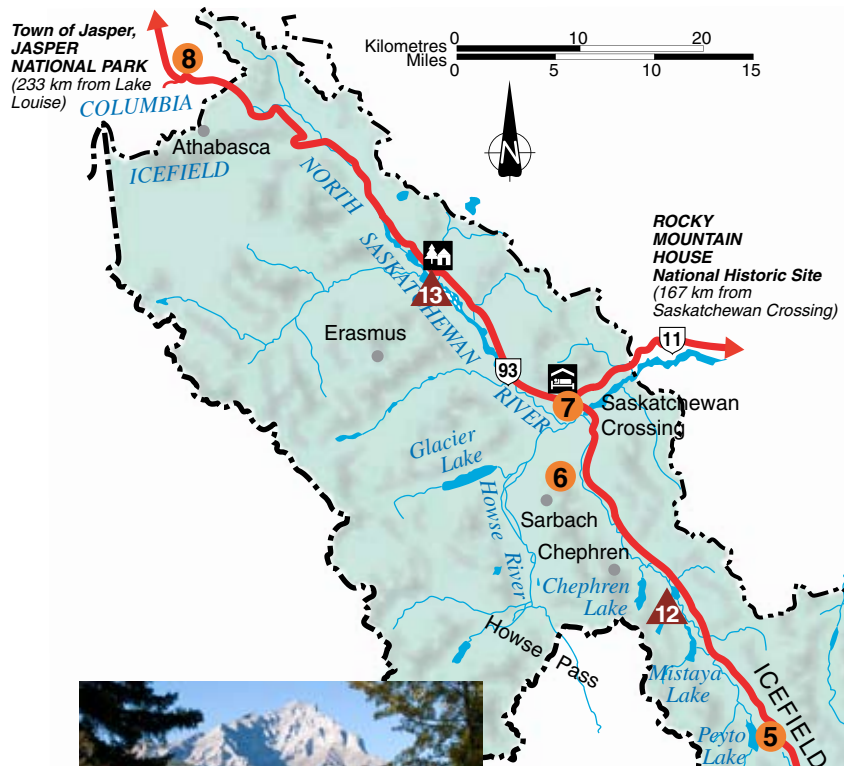 Town of Jasper,
JASPER
NATIONAL PARK
(233 km from Lake
Louise)
8
Kilometres
0
10
20
Miles
0
5
10
15
COLUMBIA
ICEFIELD
Athabasca
N
NORTH
SASKATCHEWAN
RIVER
13
ROCKY
MOUNTAIN
HOUSE
National Historic Site
(167 km from
Saskatchewan Crossing)
Erasmus
11
93
7
Saskatchewan
Crossing
Glacier
Lake
6
Sarbach
Howse
River
Chephren
Chephren
Lake
12
Howse Pass
Mistaya
Lake
ICEFIELD
Peyto
Lake
5